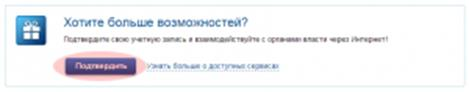 Хотите больше возможностей?
Подтвердите свою учетную запись и взаимодействуйте с органами власти через Интернет!
Подтвердить Узнать больше о доступных сервисах